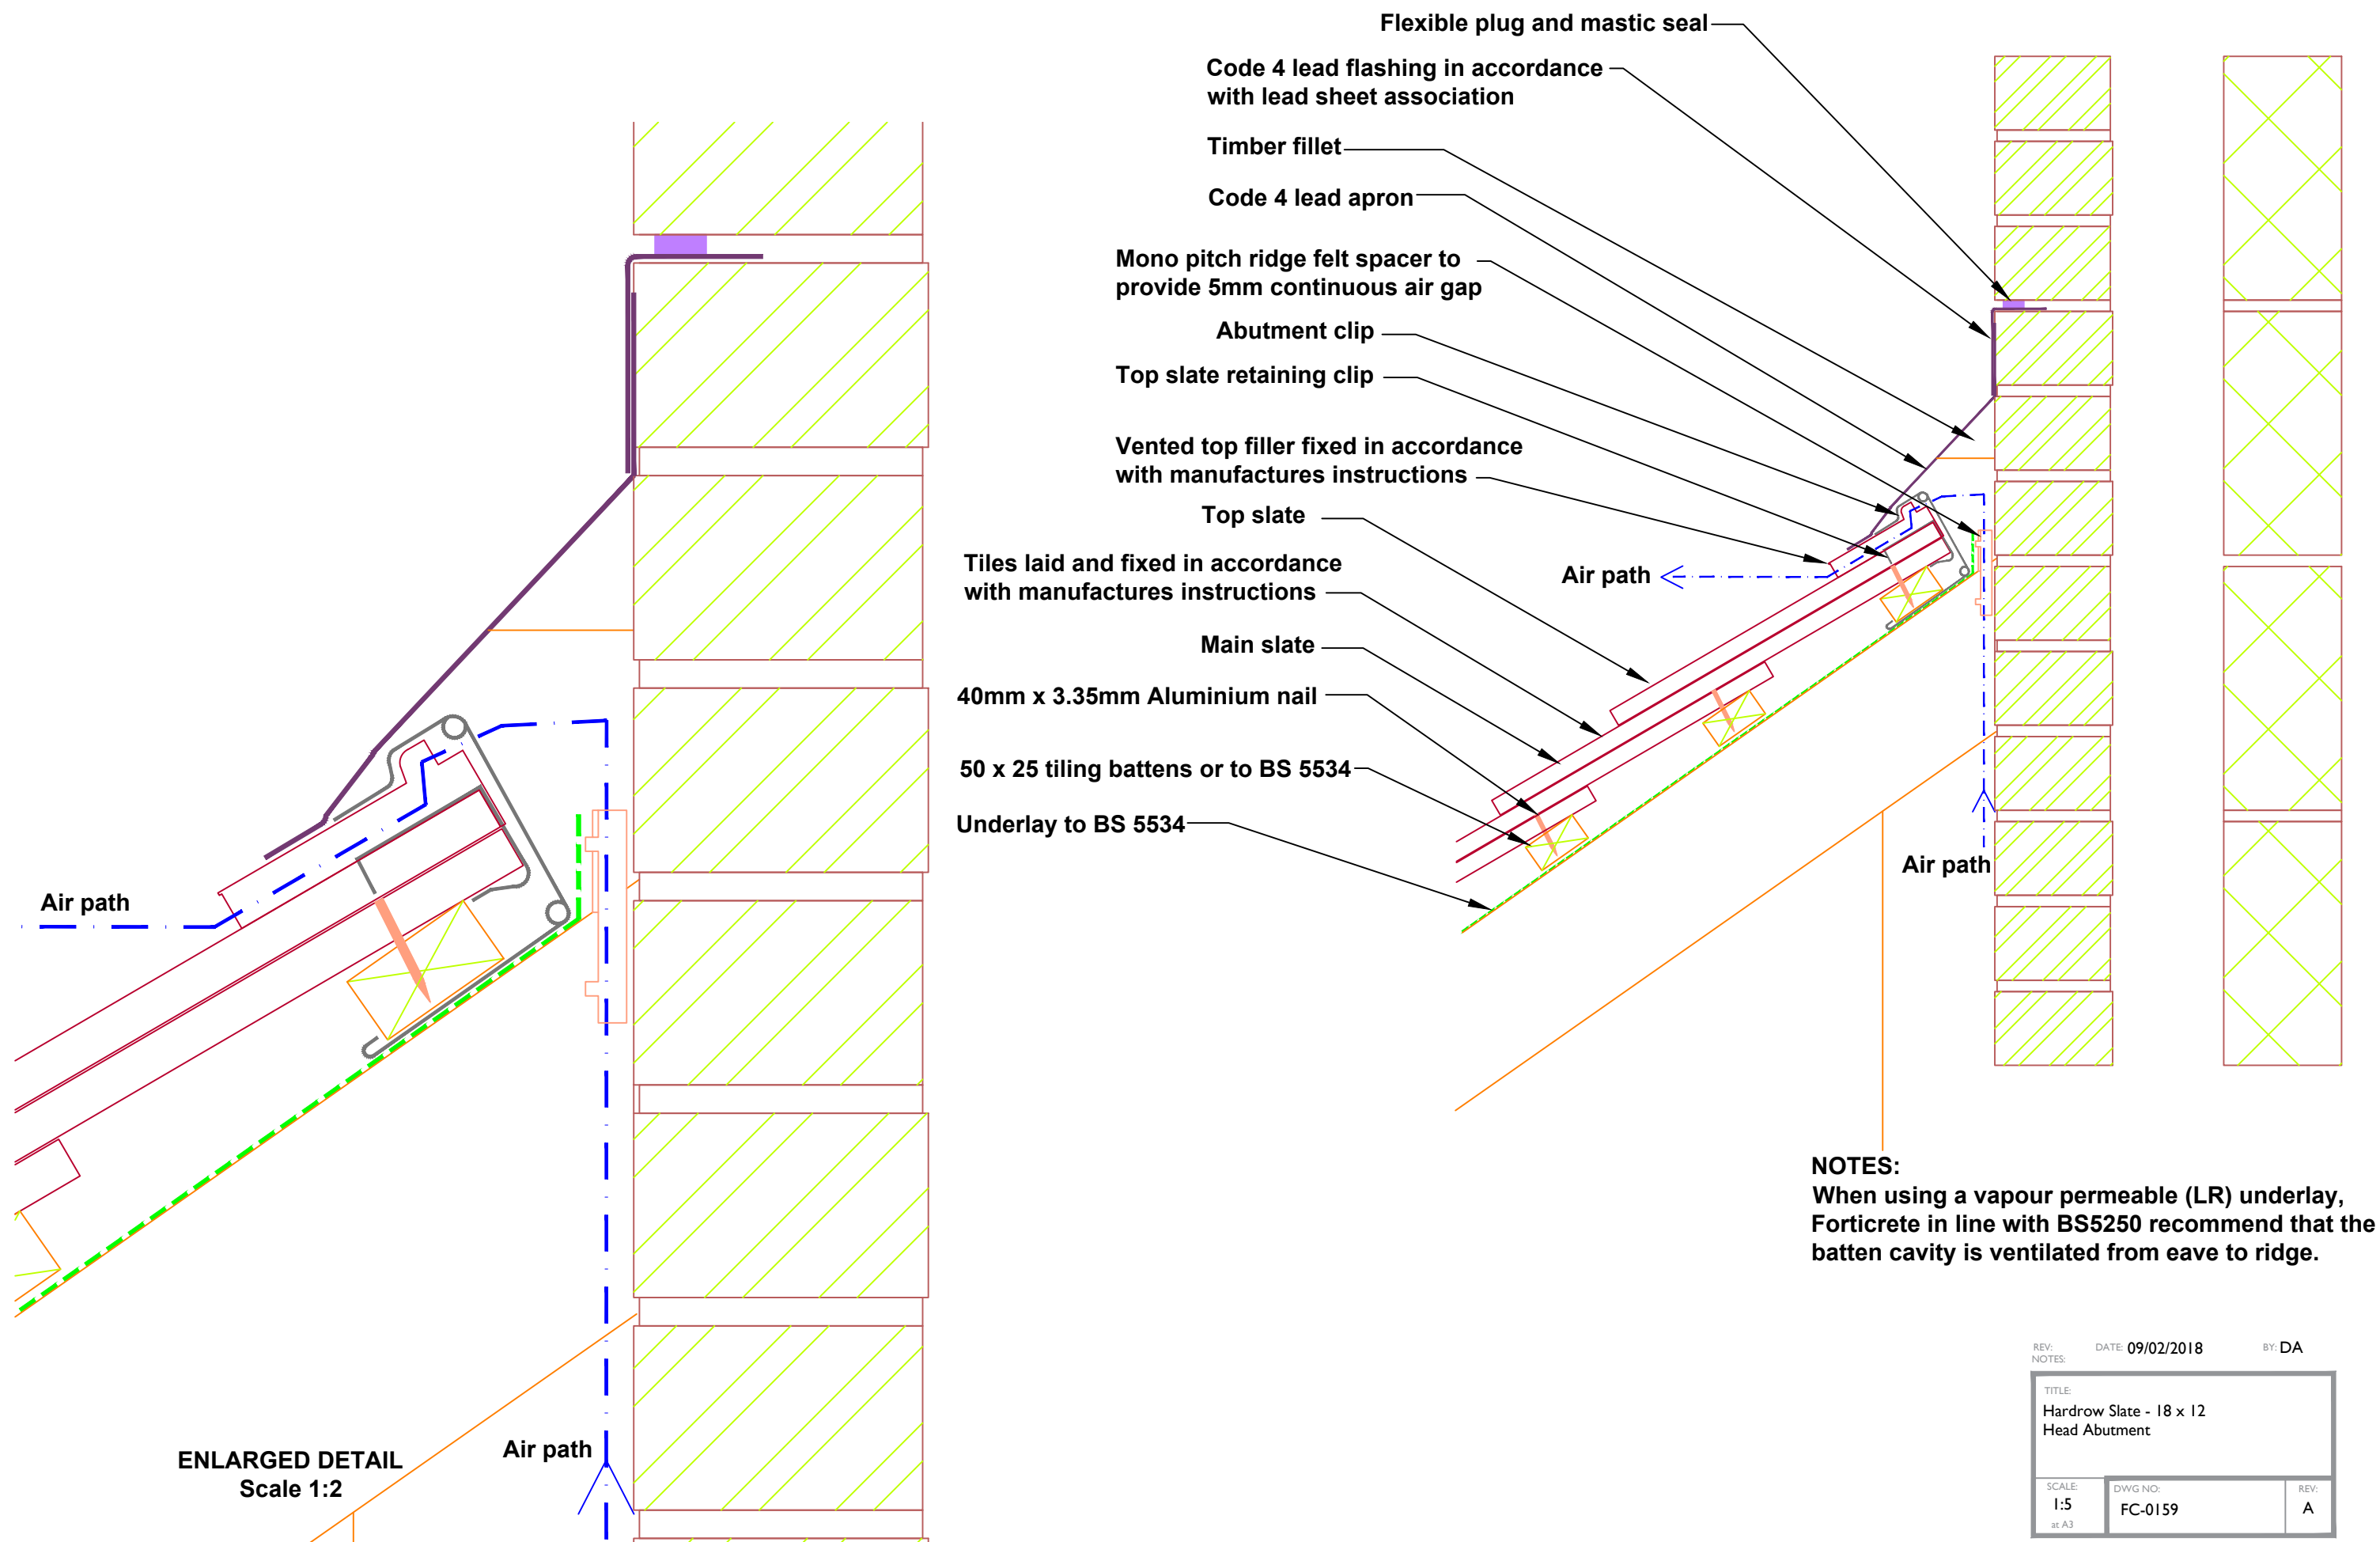 Flexible plug and mastic seal
Code 4 lead flashing in accordance
with lead sheet association
Timber fillet
Code 4 lead apron
Mono pitch ridge felt spacer to
provide 5mm continuous air gap
Abutment clip
Top slate retaining clip
Vented top filler fixed in accordance
with manufactures instructions
Top slate
Tiles laid and fixed in accordance
with manufactures instructions
Main slate
40mm x 3.35mm Aluminium nail
50 x 25 tiling battens or to BS 5534
Underlay to BS 5534
Air path
Air path
Air path
Air path
ENLARGED DETAIL
Scale 1:2
NOTES:
When using a vapour permeable (LR) underlay,
Forticrete in line with BS5250 recommend that the
batten cavity is ventilated from eave to ridge.
REV: DATE: 09/02/2018 BY: DA
NOTES:
TITLE:
Hardrow Slate - 18 x 12
Head Abutment
SCALE: DWG NO: REV:
1:5 FC-0159 A
at A3